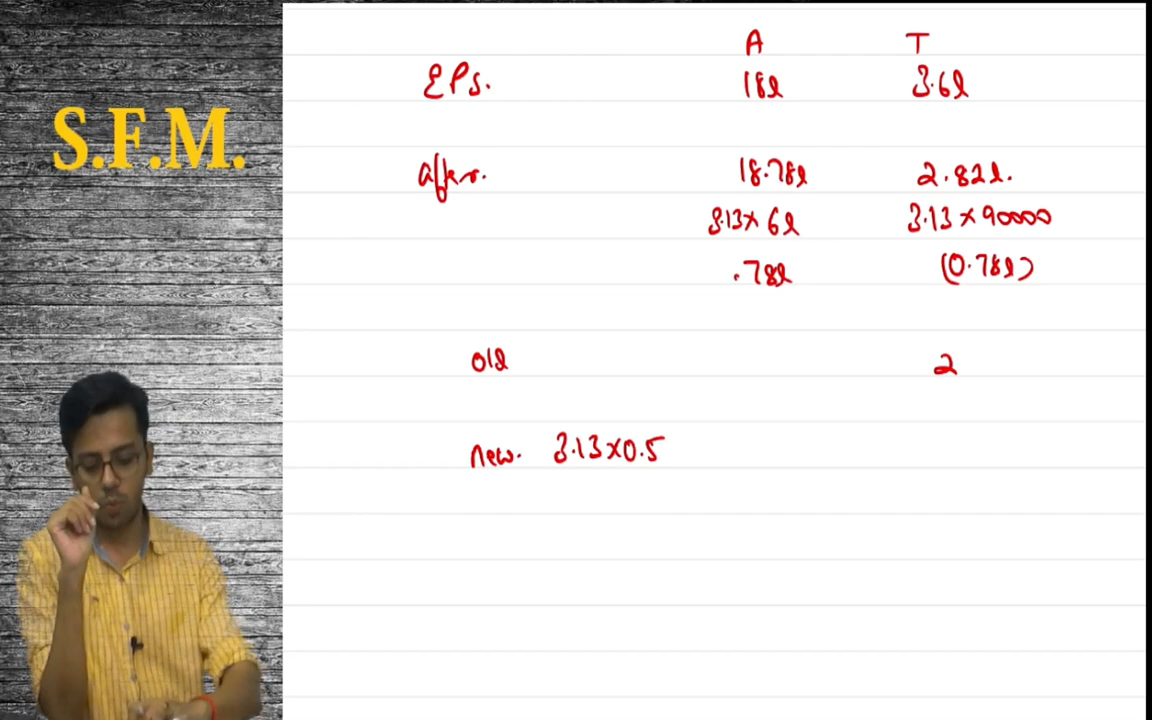 S.F.M.
A T
EPS. 18l 3.6l
after. 18.78l 2.82l.
3.13×6l 3.13×90000
.78l (0.78l)
old 2
new. 3.13×0.5